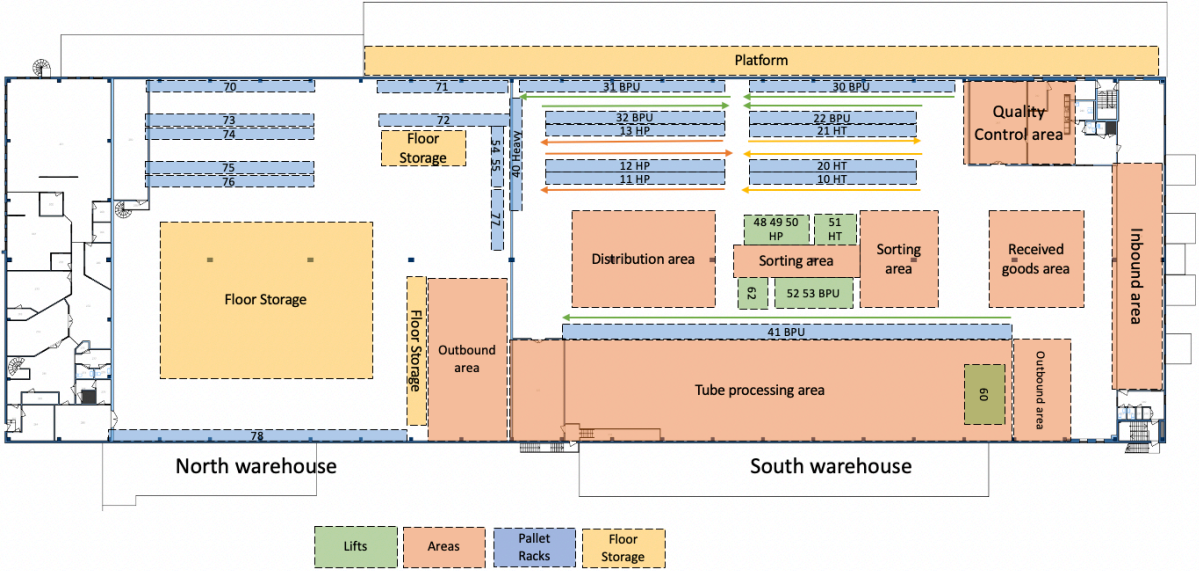 Platform
70
71
31 BPU
30 BPU
73
74
72
32 BPU
13 HP
22 BPU
21 HT
Quality
Control area
Floor
Storage
54 55
40 Heavy
75
76
12 HP
11 HP
20 HT
10 HT
77
48 49 50
HP
51
HT
Distribution area
Sorting area
Sorting
area
Received
goods area
Inbound area
62
52 53 BPU
Floor Storage
Floor Storage
Outbound
area
41 BPU
Tube processing area
60
Outbound area
78
North warehouse
South warehouse
Lifts
Areas
Pallet
Racks
Floor
Storage